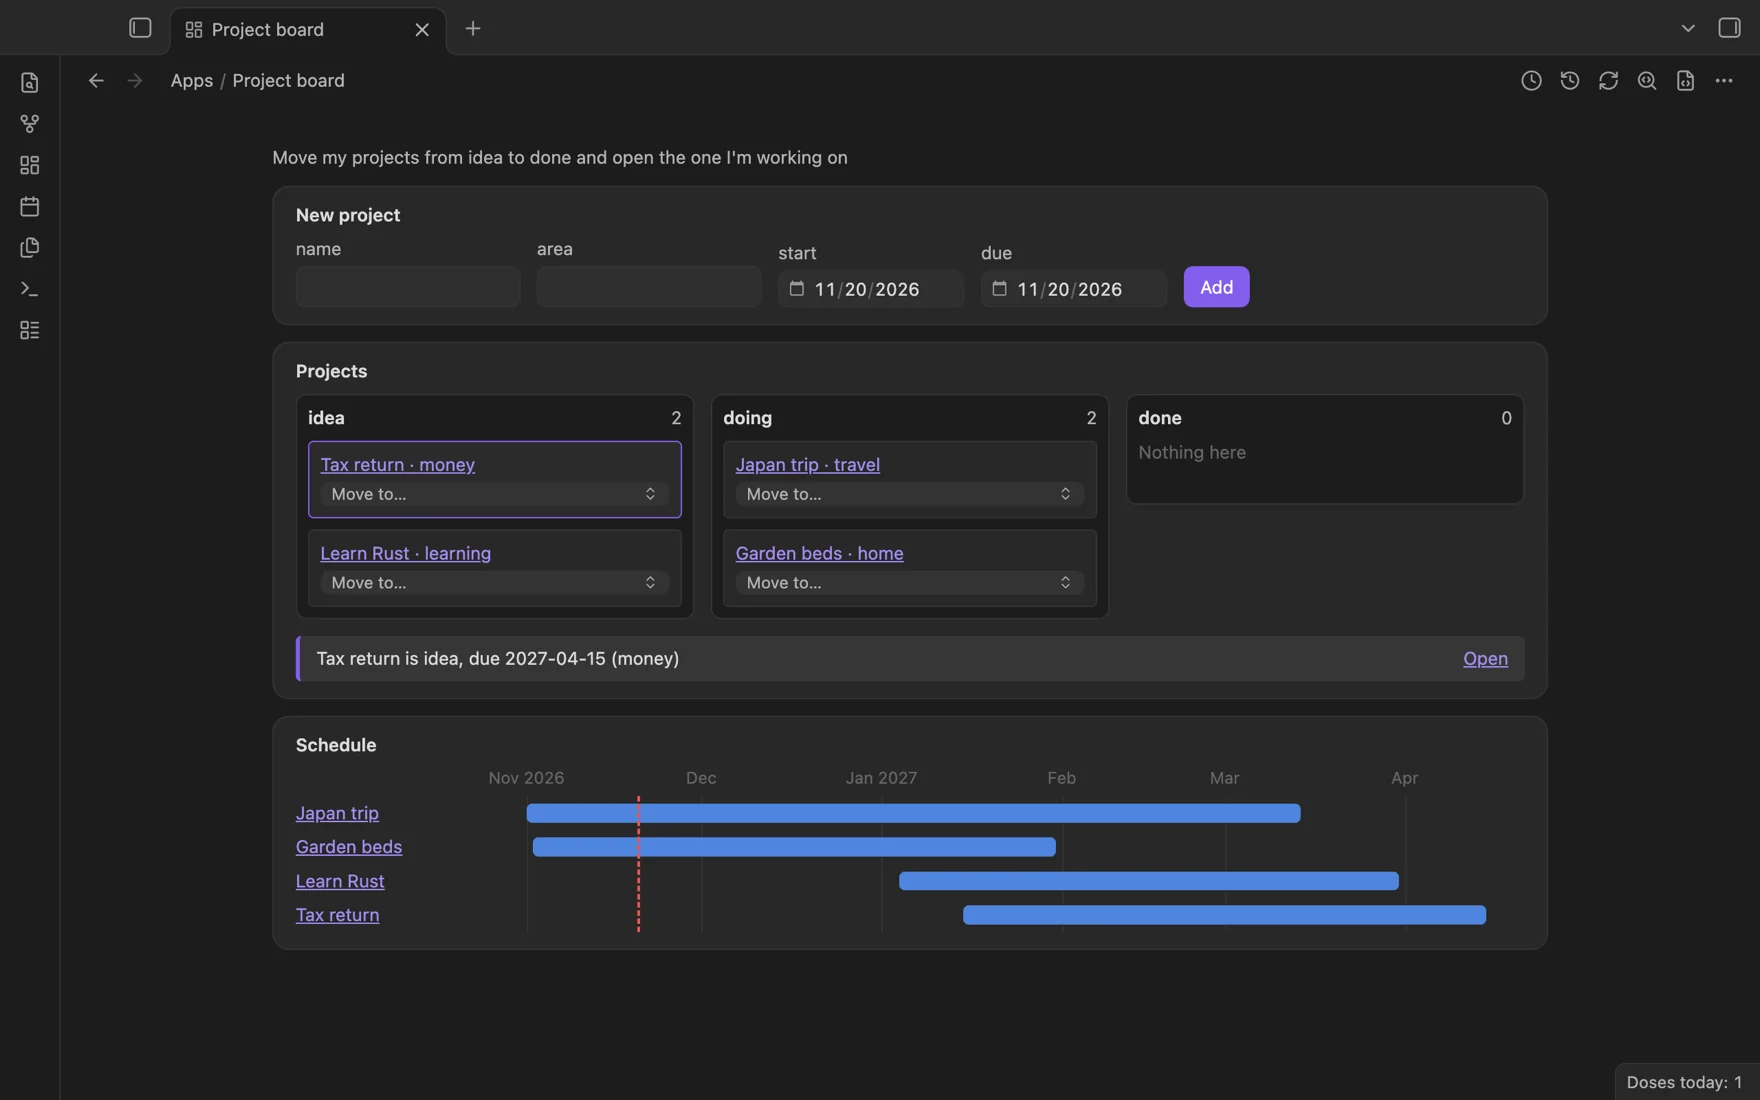 Project board
Apps / Project board
Move my projects from idea to done and open the one I'm working on
New project
name
area
start
due
11/20/2026
11/20/2026
Add
Projects
idea 2
Tax return · money
Move to...
Learn Rust · learning
Move to...
doing 2
Japan trip · travel
Move to...
Garden beds · home
Move to...
done 0
Nothing here
Tax return is idea, due 2027-04-15 (money) Open
Schedule
Nov 2026 Dec Jan 2027 Feb Mar Apr
Japan trip
Garden beds
Learn Rust
Tax return
Doses today: 1